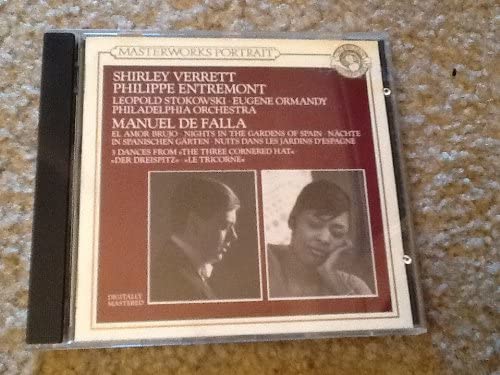 MASTERWORKS PORTRAIT
SHIRLEY VERRETT
PHILIPPE ENTREMONT
LEOPOLD STOKOWSKI · EUGENE ORMANDY
PHILADELPHIA ORCHESTRA
MANUEL DE FALLA
EL AMOR BRUJO · NIGHTS IN THE GARDENS OF SPAIN · NÄCHTE
IN SPANISCHEN GÄRTEN · NUITS DANS LES JARDINS D'ESPAGNE
3 DANCES FROM »THE THREE CORNERED HAT«
»DER DREISPITZ« · »LE TRICORNE«
DIGITALLY
MASTERED